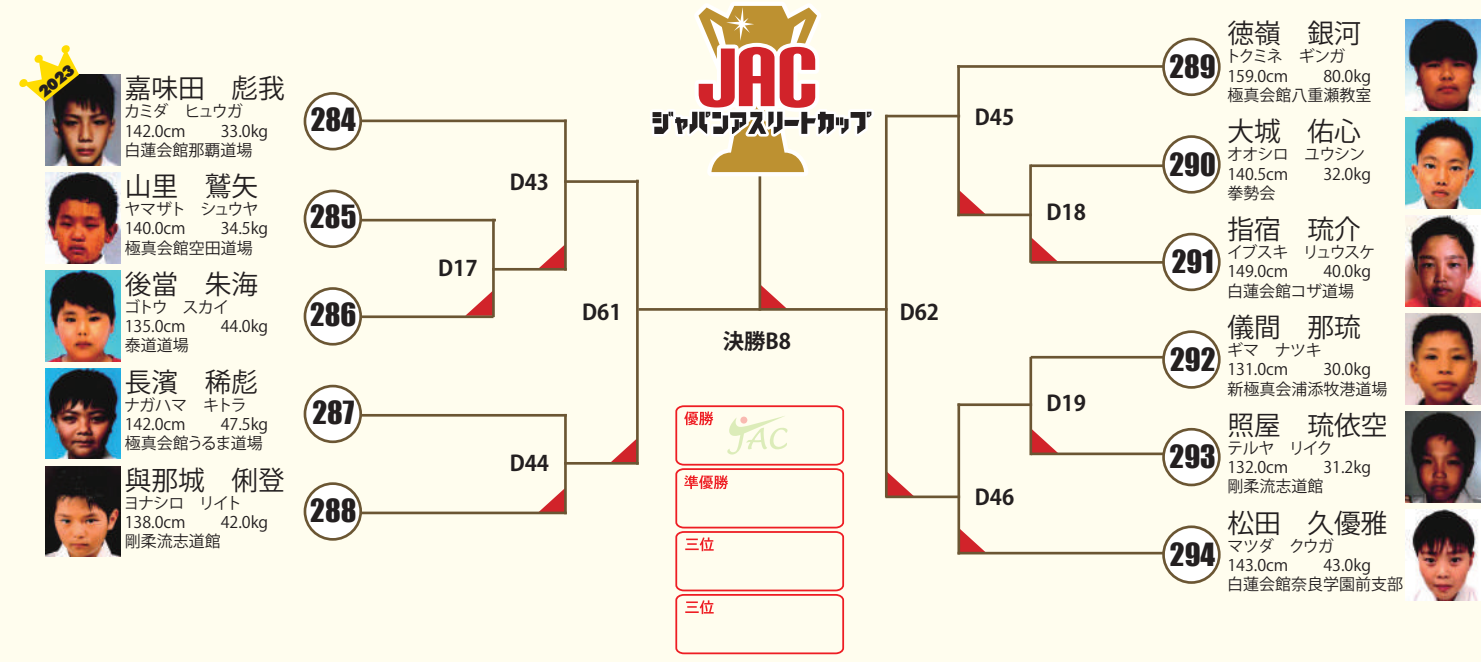 2023
嘉味田 彪我
カミダ ヒュウガ
142.0cm 33.0kg
白蓮会館那覇道場
284
山里 鷲矢
ヤマザト シュウヤ
140.0cm 34.5kg
極真会館空田道場
285
後當 朱海
ゴトウ スカイ
135.0cm 44.0kg
泰道道場
286
長濱 稀彪
ナガハマ キトラ
142.0cm 47.5kg
極真会館うるま道場
287
與那城 俐登
ヨナシロ リイト
138.0cm 42.0kg
剛柔流志道館
288
D43
D17
D61
D44
JAC
ジャパンアスリートカップ
決勝B8
優勝
JAC
準優勝
三位
三位
D45
D18
D62
D19
D46
289
徳嶺 銀河
トクミネ ギンガ
159.0cm 80.0kg
極真会館八重瀬教室
290
大城 佑心
オオシロ ユウシン
140.5cm 32.0kg
拳勢会
291
指宿 琉介
イブスキ リュウスケ
149.0cm 40.0kg
白蓮会館コザ道場
292
儀間 那琉
ギマ ナツキ
131.0cm 30.0kg
新極真会浦添牧港道場
293
照屋 琉依空
テルヤ リイク
132.0cm 31.2kg
剛柔流志道館
294
松田 久優雅
マツダ クウガ
143.0cm 43.0kg
白蓮会館奈良学園前支部